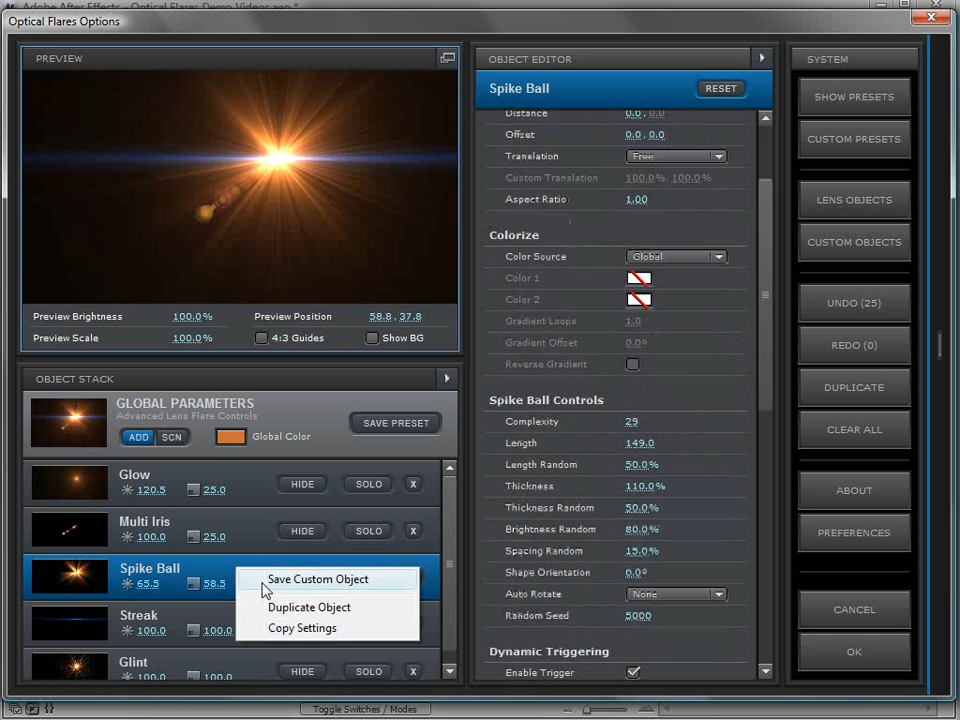 Adobe After Effects - Optical Flares Demo Videos.aep *
Optical Flares Options
PREVIEW
Preview Brightness 100.0% Preview Position 58.8 , 37.8
Preview Scale 100.0% 4:3 Guides Show BG
OBJECT STACK
GLOBAL PARAMETERS
Advanced Lens Flare Controls
SAVE PRESET
ADD SCN Global Color
Glow
120.5 25.0 HIDE SOLO X
Multi Iris
100.0 25.0 HIDE SOLO X
Spike Ball
65.5 58.5
Save Custom Object
Duplicate Object
Copy Settings
Streak
100.0 100.0
Glint
100.0 25.0 HIDE SOLO X
OBJECT EDITOR
Spike Ball RESET
Distance 0.0 , 0.0
Offset 0.0 , 0.0
Translation Free
Custom Translation 100.0%, 100.0%
Aspect Ratio 1.00
Colorize
Color Source Global
Color 1
Color 2
Gradient Loops 1.0
Gradient Offset 0.0°
Reverse Gradient
Spike Ball Controls
Complexity 29
Length 149.0
Length Random 50.0%
Thickness 110.0%
Thickness Random 50.0%
Brightness Random 80.0%
Spacing Random 15.0%
Shape Orientation 0.0°
Auto Rotate None
Random Seed 5000
Dynamic Triggering
Enable Trigger
SYSTEM
SHOW PRESETS
CUSTOM PRESETS
LENS OBJECTS
CUSTOM OBJECTS
UNDO (25)
REDO (0)
DUPLICATE
CLEAR ALL
ABOUT
PREFERENCES
CANCEL
OK
Toggle Switches / Modes